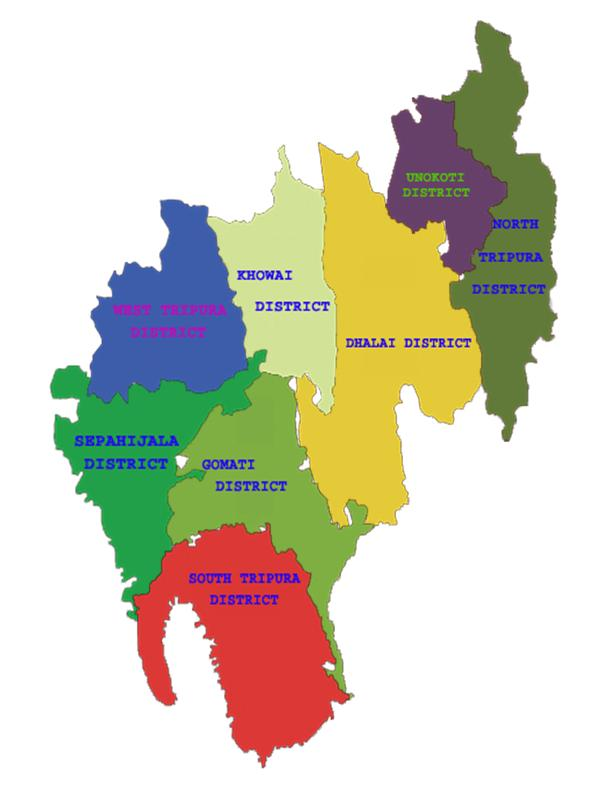 UNOKOTI
DISTRICT
NORTH
TRIPURA
DISTRICT
KHOWAI
DISTRICT
WEST TRIPURA
DISTRICT
DHALAI DISTRICT
SEPAHIJALA
DISTRICT
GOMATI
DISTRICT
SOUTH TRIPURA
DISTRICT